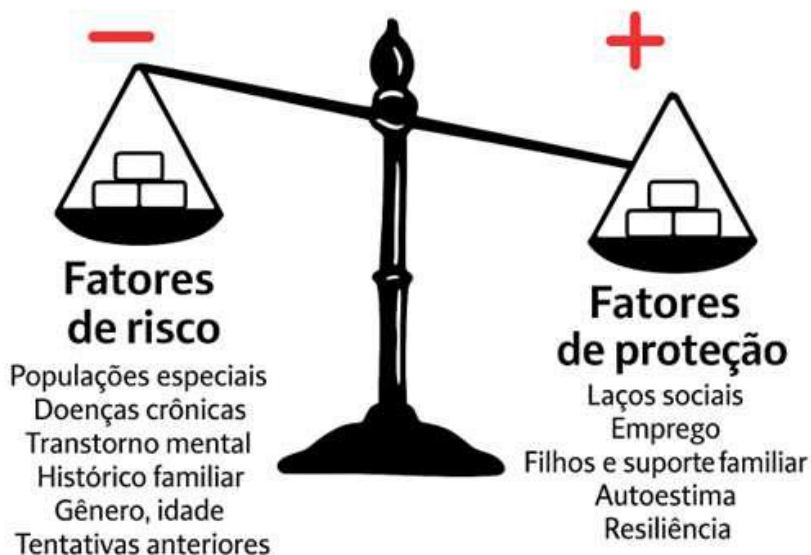 −
+
Fatores
de risco
Populações especiais
Doenças crônicas
Transtorno mental
Histórico familiar
Gênero, idade
Tentativas anteriores
Fatores
de proteção
Laços sociais
Emprego
Filhos e suporte familiar
Autoestima
Resiliência